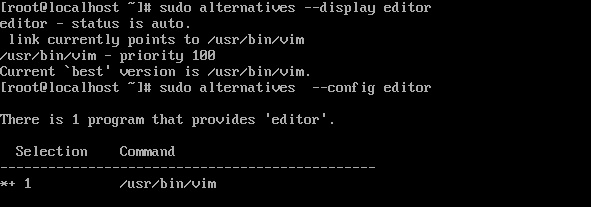 [root@localhost ~]# sudo alternatives --display editor
editor - status is auto.
 link currently points to /usr/bin/vim
/usr/bin/vim - priority 100
Current `best' version is /usr/bin/vim.
[root@localhost ~]# sudo alternatives  --config editor

There is 1 program that provides 'editor'.

  Selection    Command
-----------------------------------------------
*+ 1           /usr/bin/vim